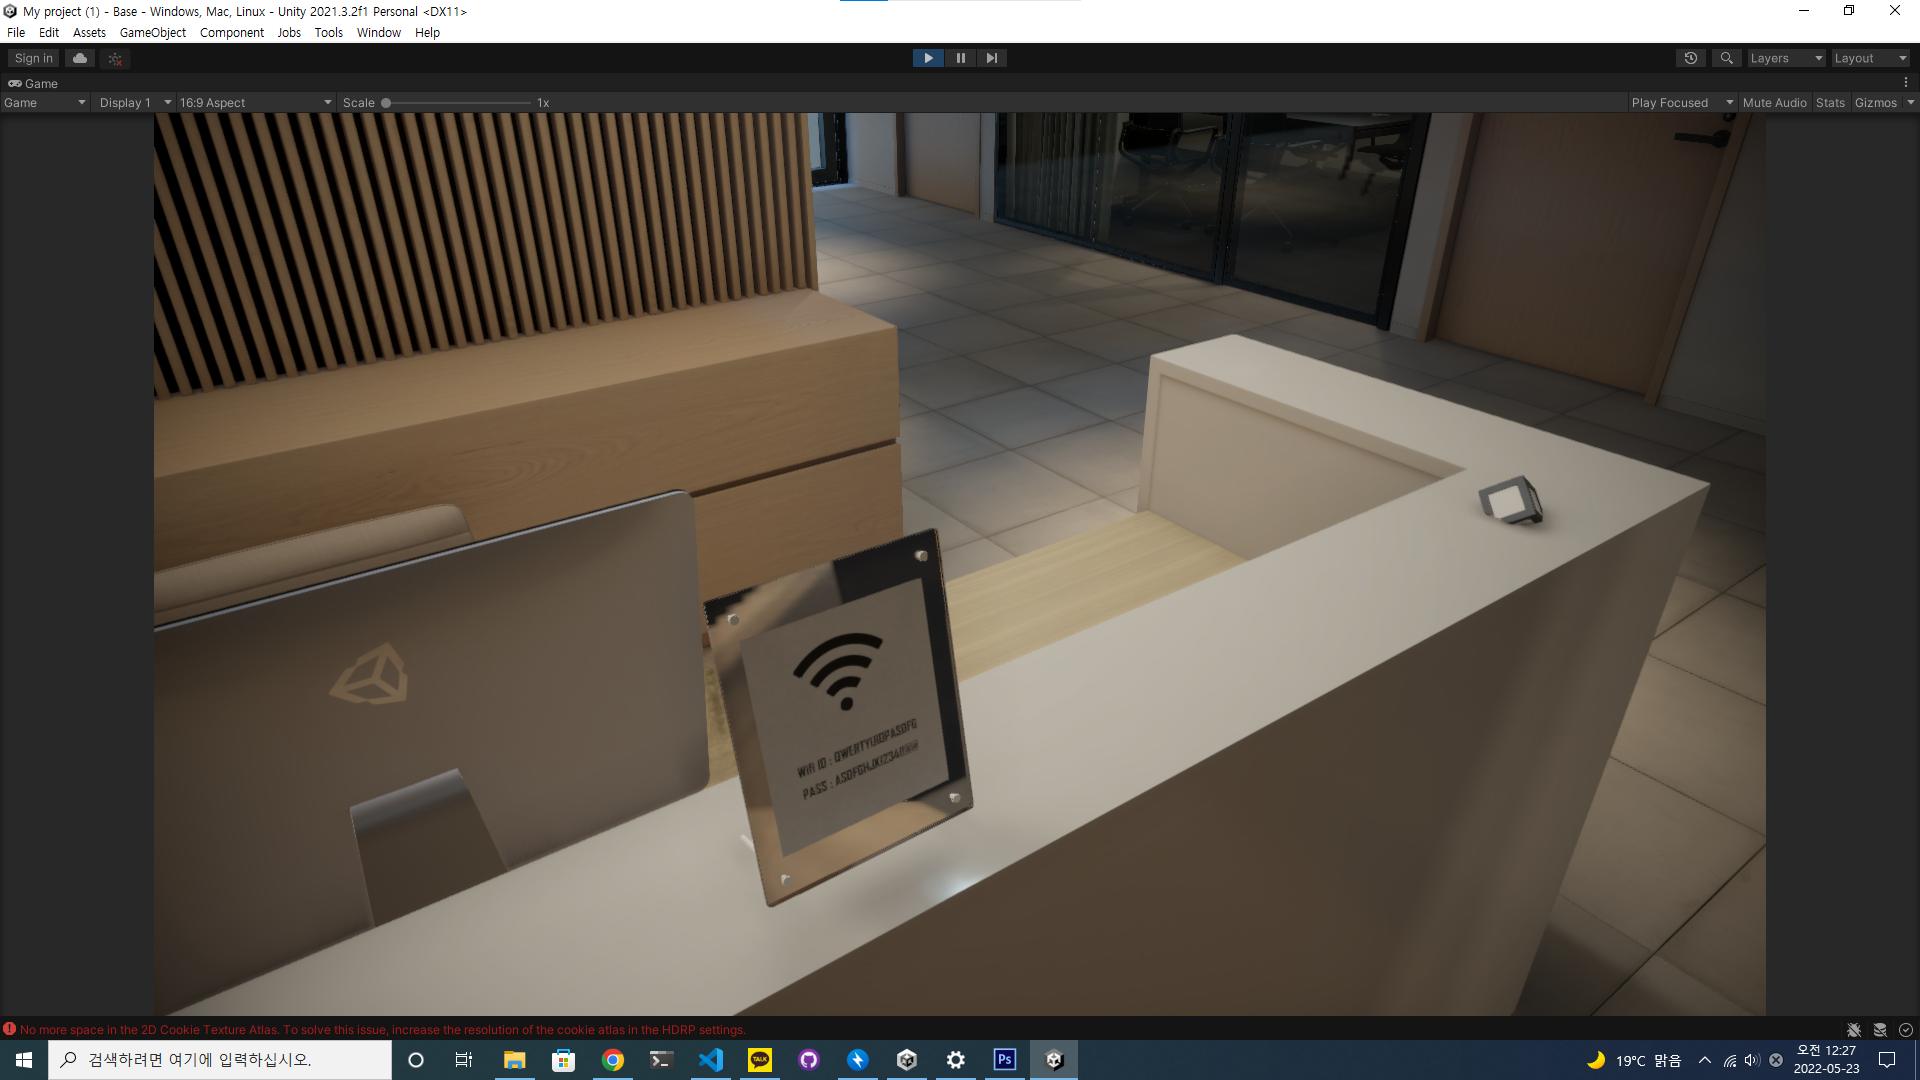 My project (1) - Base - Windows, Mac, Linux - Unity 2021.3.2f1 Personal <DX11>
File Edit Assets GameObject Component Jobs Tools Window Help
Sign in Layers Layout
Game
Game Display 1 16:9 Aspect Scale 1x Play Focused Mute Audio Stats Gizmos
Wifi ID : QWERTYUIOPASDFG
PASS :
No more space in the 2D Cookie Texture Atlas. To solve this issue, increase the resolution of the cookie atlas in the HDRP settings.
검색하려면 여기에 입력하십시오.
TALK
Ps
19°C 맑음
오전 12:27
2022-05-23